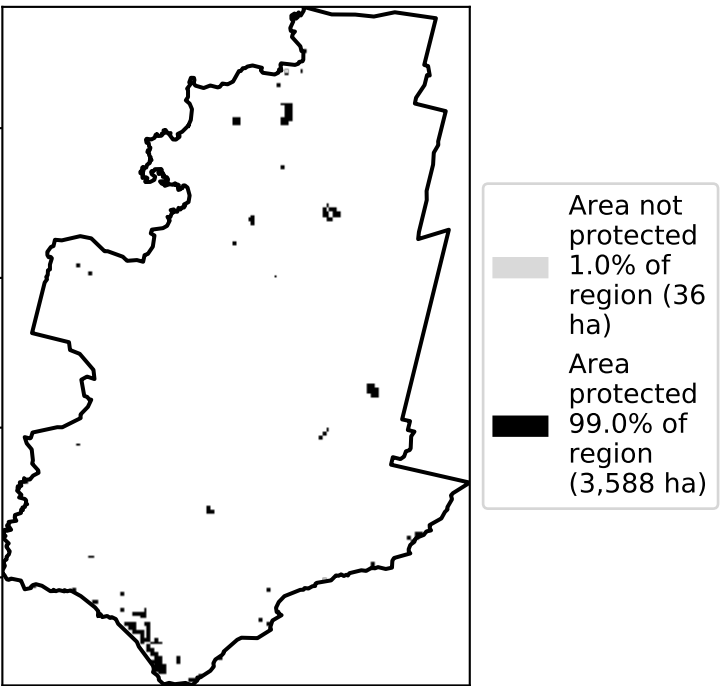 Area not
protected
1.0% of
region (36
ha)
Area
protected
99.0% of
region
(3,588 ha)